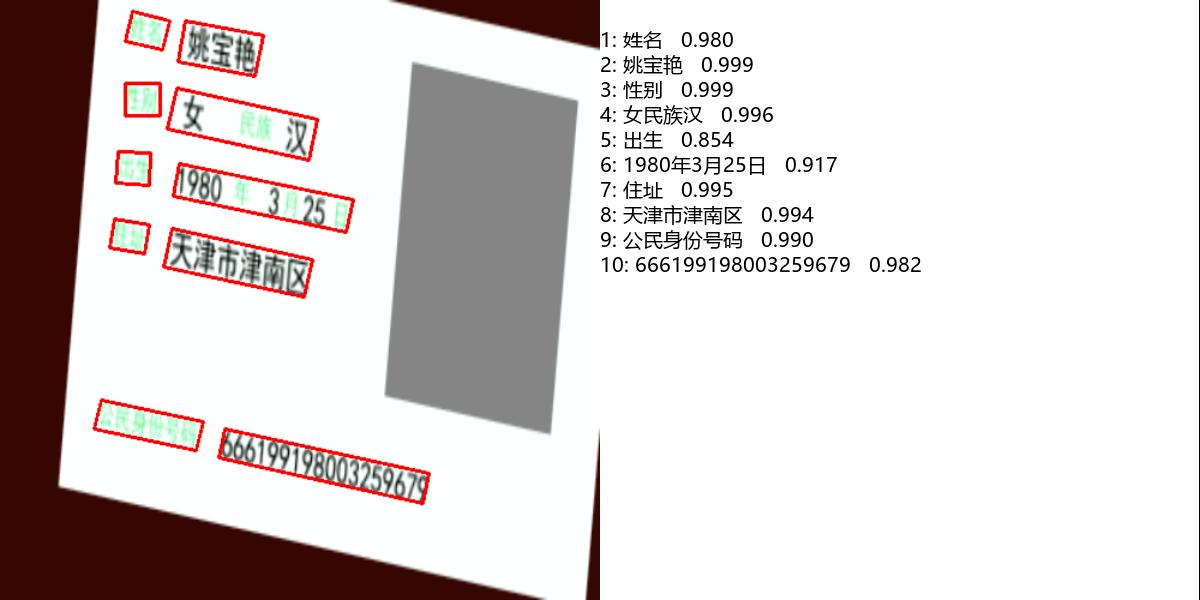 姓名 姚宝艳
性别 女 民族 汉
出生 1980 年 3 月 25 日
住址 天津市津南区
公民身份号码 666199198003259679
1: 姓名 0.980
2: 姚宝艳 0.999
3: 性别 0.999
4: 女民族汉 0.996
5: 出生 0.854
6: 1980年3月25日 0.917
7: 住址 0.995
8: 天津市津南区 0.994
9: 公民身份号码 0.990
10: 666199198003259679 0.982